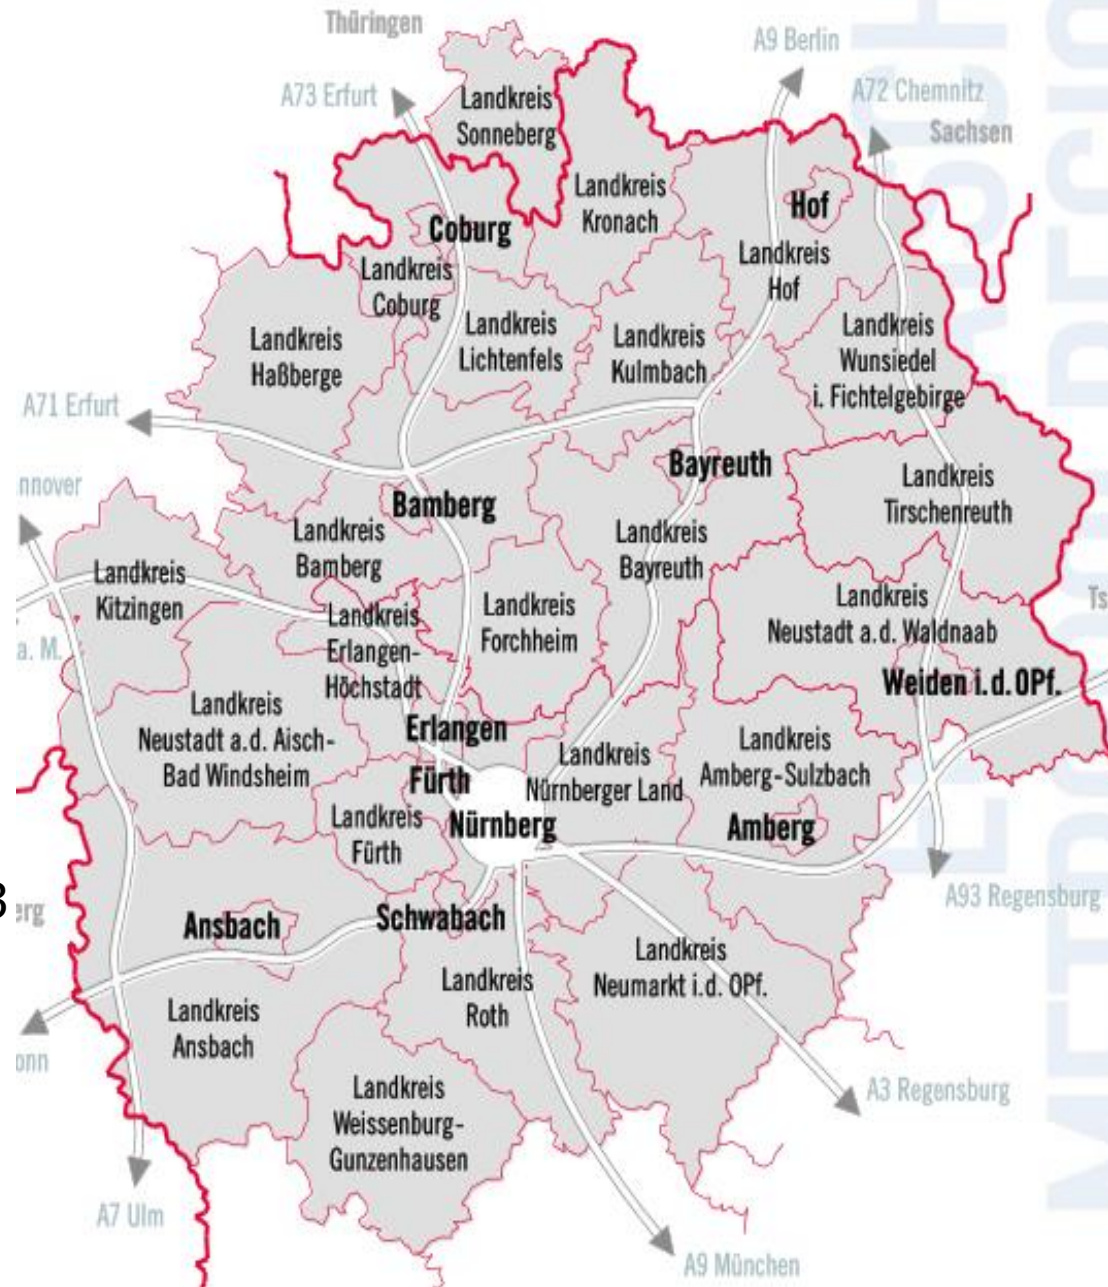 Thüringen
A9 Berlin
A73 Erfurt
A72 Chemnitz
Sachsen
Landkreis
Sonneberg
Landkreis
Kronach
Hof
Coburg
Landkreis
Hof
Landkreis
Coburg
Landkreis
Haßberge
Landkreis
Lichtenfels
Landkreis
Kulmbach
Landkreis
Wunsiedel
i. Fichtelgebirge
A71 Erfurt
Bayreuth
Landkreis
Tirschenreuth
nnover
Bamberg
Landkreis
Bamberg
Landkreis
Bayreuth
Landkreis
Kitzingen
Landkreis
Erlangen-
Höchstadt
Landkreis
Forchheim
Landkreis
Neustadt a.d. Waldnaab
Ts
a. M.
Weiden i.d.OPf.
Landkreis
Neustadt a.d. Aisch-
Bad Windsheim
Erlangen
Landkreis
Nürnberger Land
Landkreis
Amberg-Sulzbach
Fürth
Landkreis
Fürth
Nürnberg
Amberg
A93 Regensburg
3
erg
Ansbach
Schwabach
Landkreis
Neumarkt i.d. OPf.
Landkreis
Roth
Landkreis
Ansbach
onn
Landkreis
Weissenburg-
Gunzenhausen
A3 Regensburg
A7 Ulm
A9 München